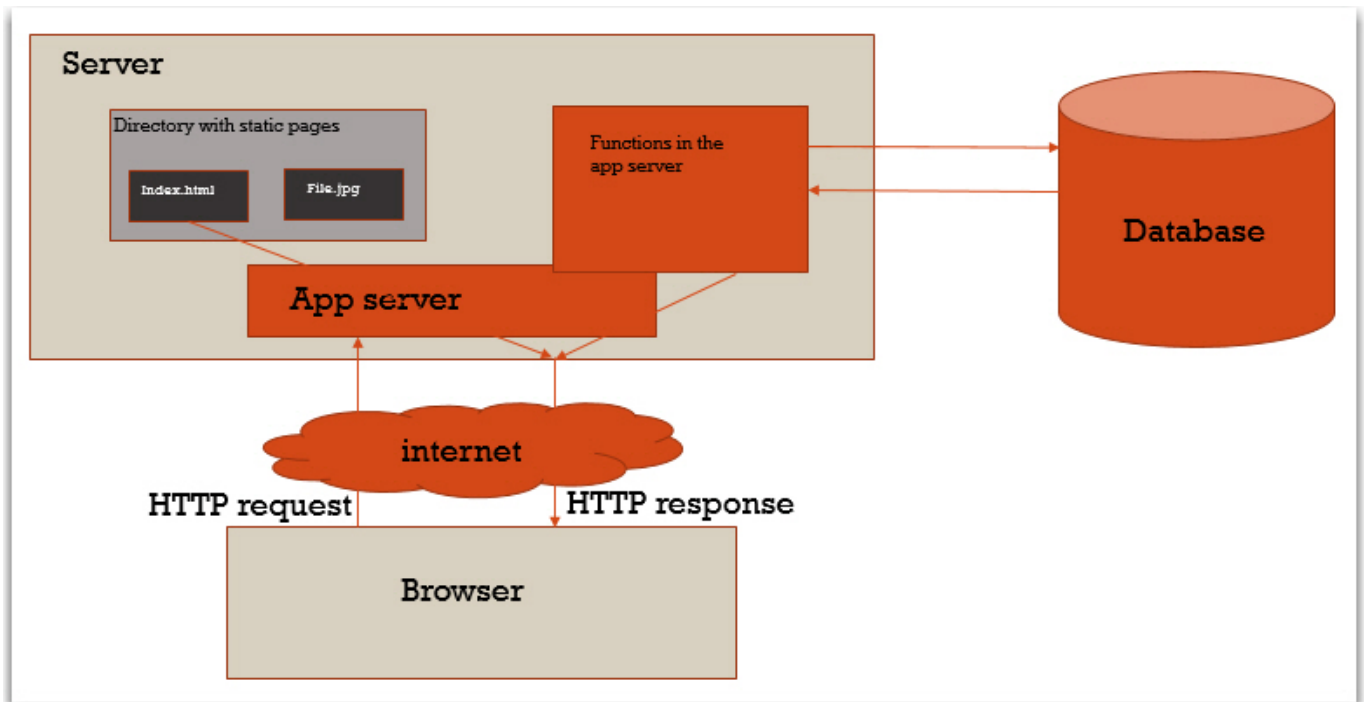 Server
Directory with static pages
Index.html
File.jpg
Functions in the
app server
Database
App server
internet
HTTP request
HTTP response
Browser